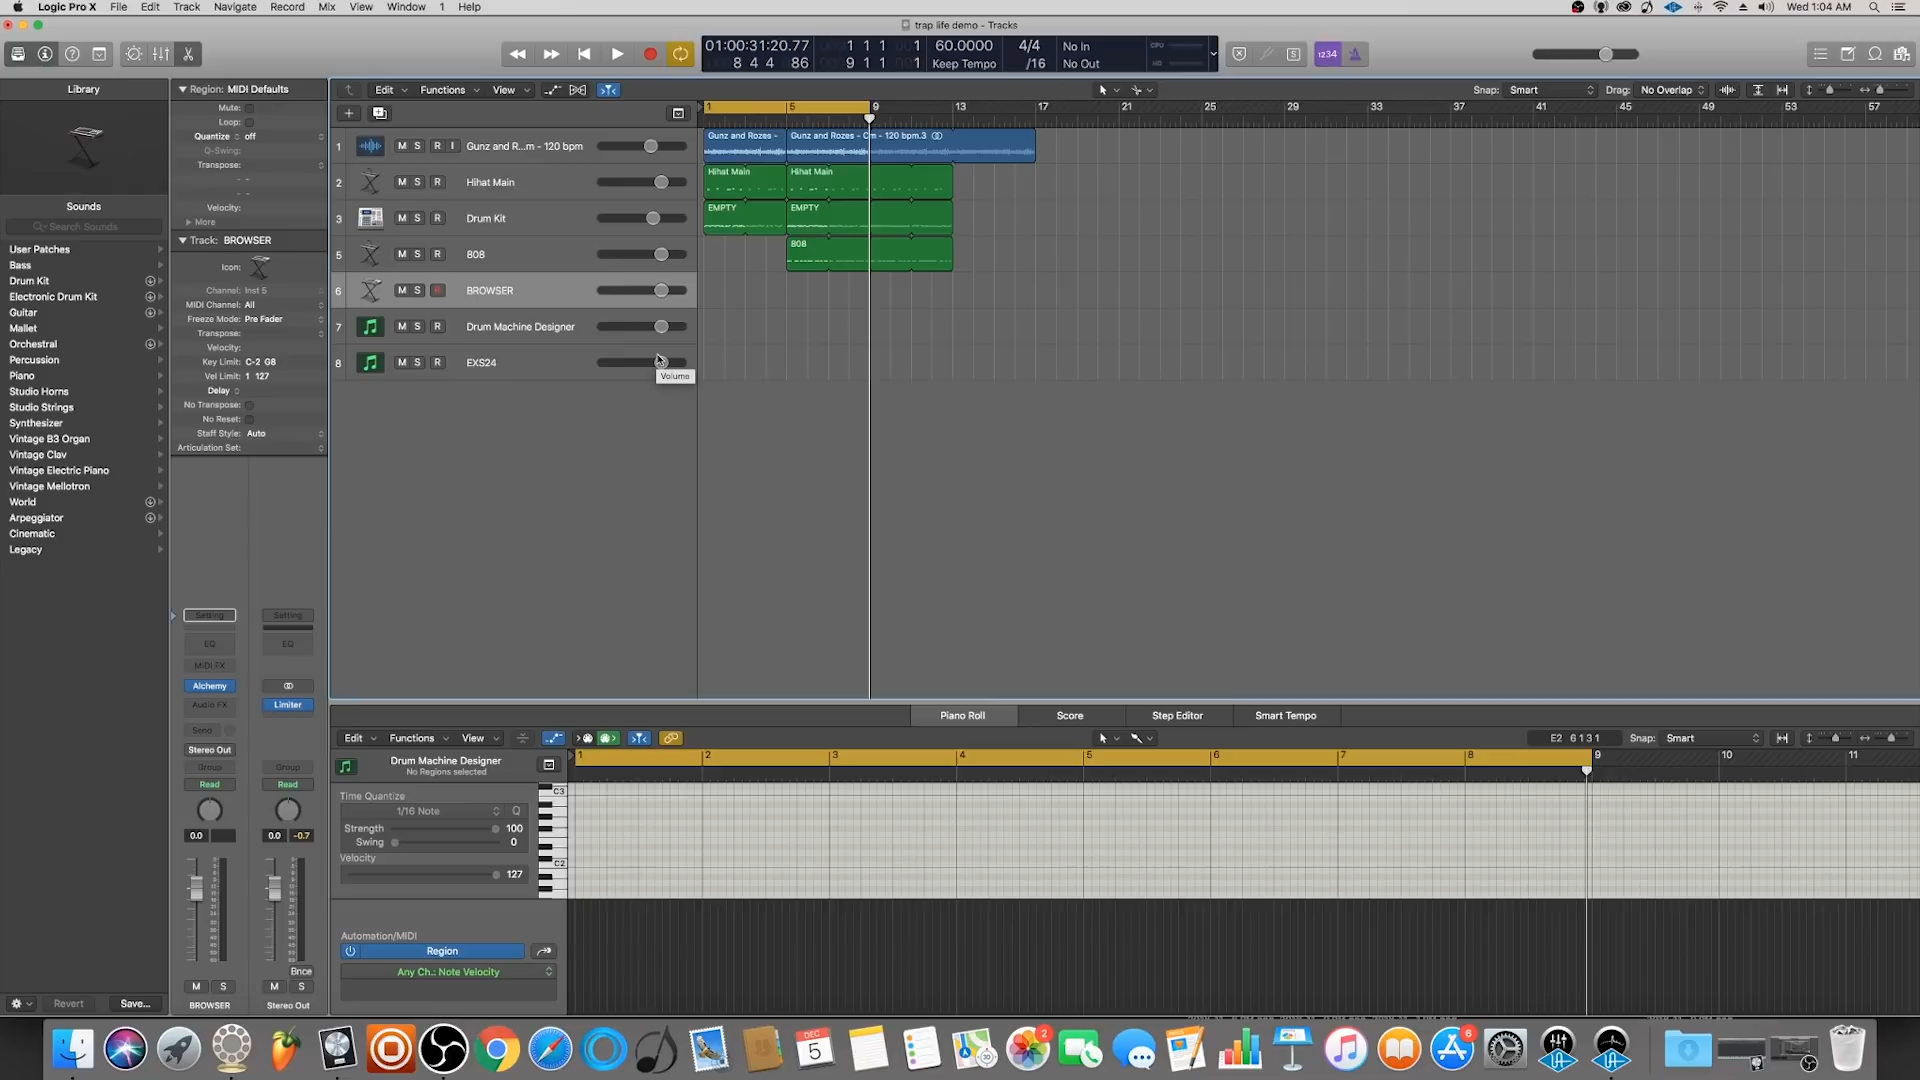 Logic Pro X File Edit Track Navigate Record Mix View Window 1 Help
Wed 1:04 AM
trap life demo - Tracks
01:00:31:20.77 1 1 1 1 60.0000 4/4 No In
8 4 4 86 9 1 1 1 Keep Tempo /16 No Out
CPU
HD
1234
Library
Region: MIDI Defaults
Edit Functions View
Snap: Smart Drag: No Overlap
1 5 9 13 17 21 25 29 33 37 41 45 49 53 57
Mute:
Loop:
Quantize off
Q-Swing:
Transpose:
Velocity:
More
Track: BROWSER
Icon:
Channel: Inst 5
MIDI Channel: All
Freeze Mode: Pre Fader
Transpose:
Velocity:
Key Limit: C-2 G8
Vel Limit: 1 127
Delay
No Transpose:
No Reset:
Staff Style: Auto
Articulation Set:
Sounds
Search Sounds
User Patches
Bass
Drum Kit
Electronic Drum Kit
Guitar
Mallet
Orchestral
Percussion
Piano
Studio Horns
Studio Strings
Synthesizer
Vintage B3 Organ
Vintage Clav
Vintage Electric Piano
Vintage Mellotron
World
Arpeggiator
Cinematic
Legacy
1 M S R I Gunz and R...m - 120 bpm
2 M S R Hihat Main
3 M S R Drum Kit
5 M S R 808
6 M S R BROWSER
7 M S R Drum Machine Designer
8 M S R EXS24
Volume
Gunz and Rozes - Gunz and Rozes - Cm - 120 bpm.3
Hihat Main Hihat Main
EMPTY EMPTY
808
Setting Setting
EQ EQ
MIDI FX
Alchemy
Audio FX Limiter
Send
Stereo Out
Group Group
Read Read
0.0 0.0 -0.7
Bnce
M S M S
BROWSER Stereo Out
Revert Save...
Piano Roll Score Step Editor Smart Tempo
Edit Functions View
E2 6 1 3 1 Snap: Smart
1 2 3 4 5 6 7 8 9 10 11
Drum Machine Designer
No Regions selected
Time Quantize
1/16 Note Q
Strength 100
Swing 0
Velocity
127
C3
C2
Automation/MIDI
Region
Any Ch.: Note Velocity
DEC
5
2
6